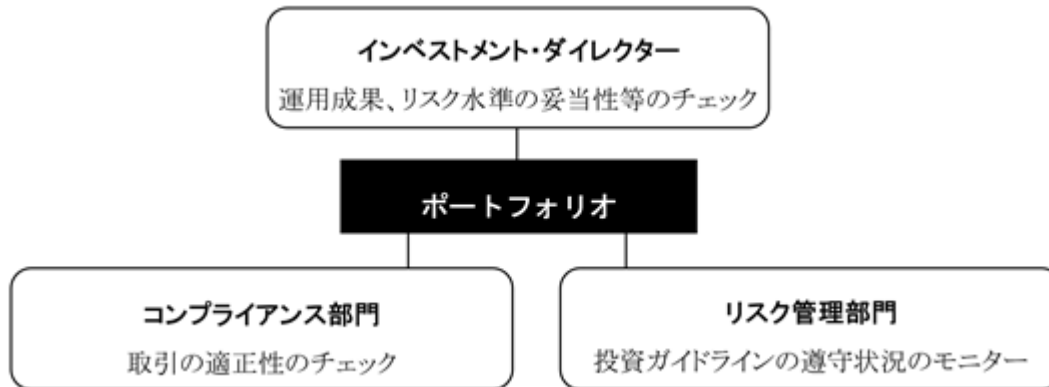 インベストメント・ダイレクター
運用成果、リスク水準の妥当性等のチェック
ポートフォリオ
コンプライアンス部門
取引の適正性のチェック
リスク管理部門
投資ガイドラインの遵守状況のモニター